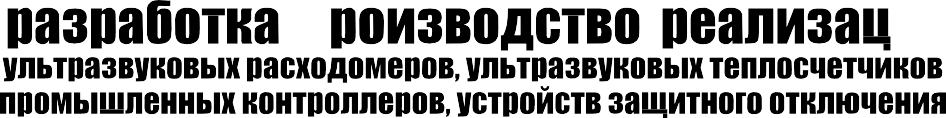 разработка роизводство реализац
ультразвуковых расходомеров, ультразвуковых теплосчетчиков
промышленных контроллеров, устройств защитного отключения